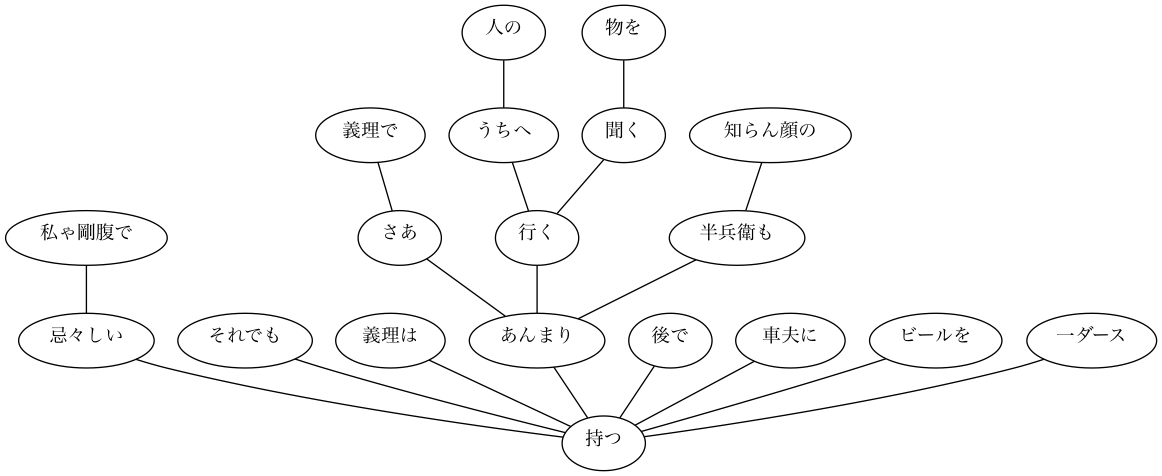 人の
物を
義理で
うちへ
聞く
知らん顔の
私ゃ剛腹で
さあ
行く
半兵衛も
忌々しい
それでも
義理は
あんまり
後で
車夫に
ビールを
一ダース
持つ